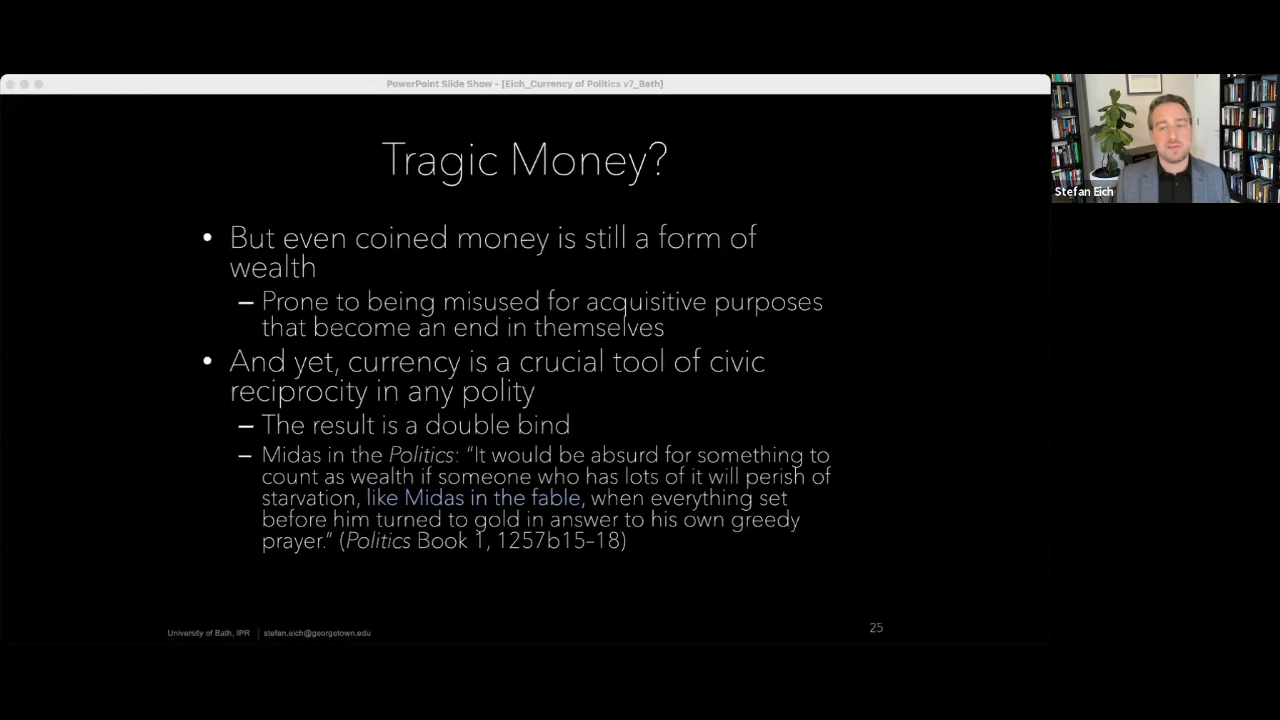 PowerPoint Slide Show - [Eich_Currency of Politics v7_Bath]
Tragic Money?
• But even coined money is still a form of
wealth
– Prone to being misused for acquisitive purposes
that become an end in themselves
• And yet, currency is a crucial tool of civic
reciprocity in any polity
– The result is a double bind
– Midas in the Politics: “It would be absurd for something to
count as wealth if someone who has lots of it will perish of
starvation, like Midas in the fable, when everything set
before him turned to gold in answer to his own greedy
prayer.” (Politics Book 1, 1257b15–18)
University of Bath, IPR | stefan.eich@georgetown.edu
25
Stefan Eich